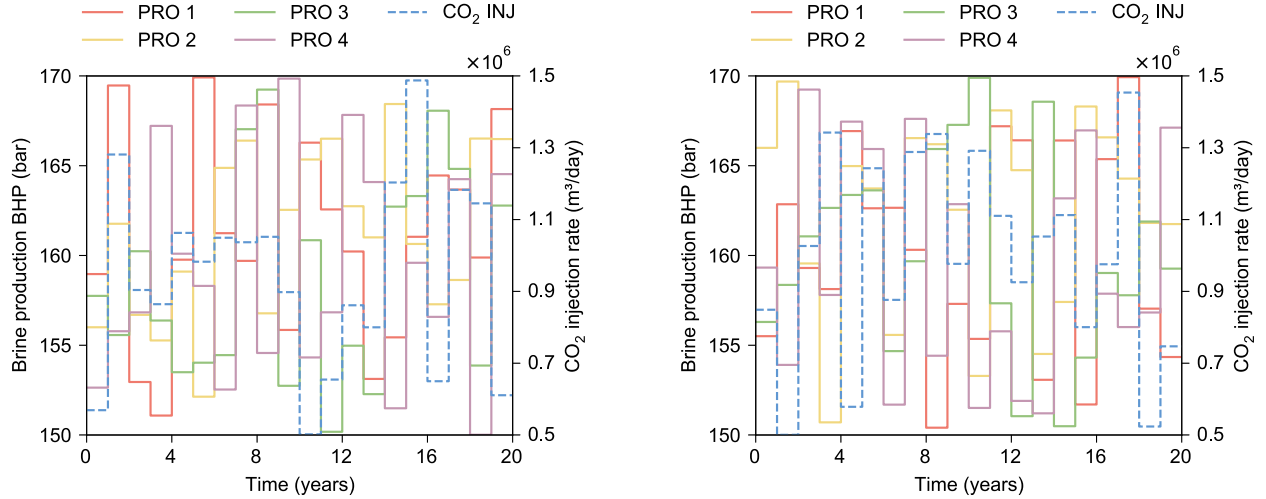 PRO 1 PRO 3 CO₂ INJ
PRO 2 PRO 4
×10⁶
170 165 160 155 150
Brine production BHP (bar)
1.5 1.3 1.1 0.9 0.7 0.5
CO₂ injection rate (m³/day)
0 4 8 12 16 20
Time (years)
PRO 1 PRO 3 CO₂ INJ
PRO 2 PRO 4
×10⁶
170 165 160 155 150
Brine production BHP (bar)
1.5 1.3 1.1 0.9 0.7 0.5
CO₂ injection rate (m³/day)
0 4 8 12 16 20
Time (years)